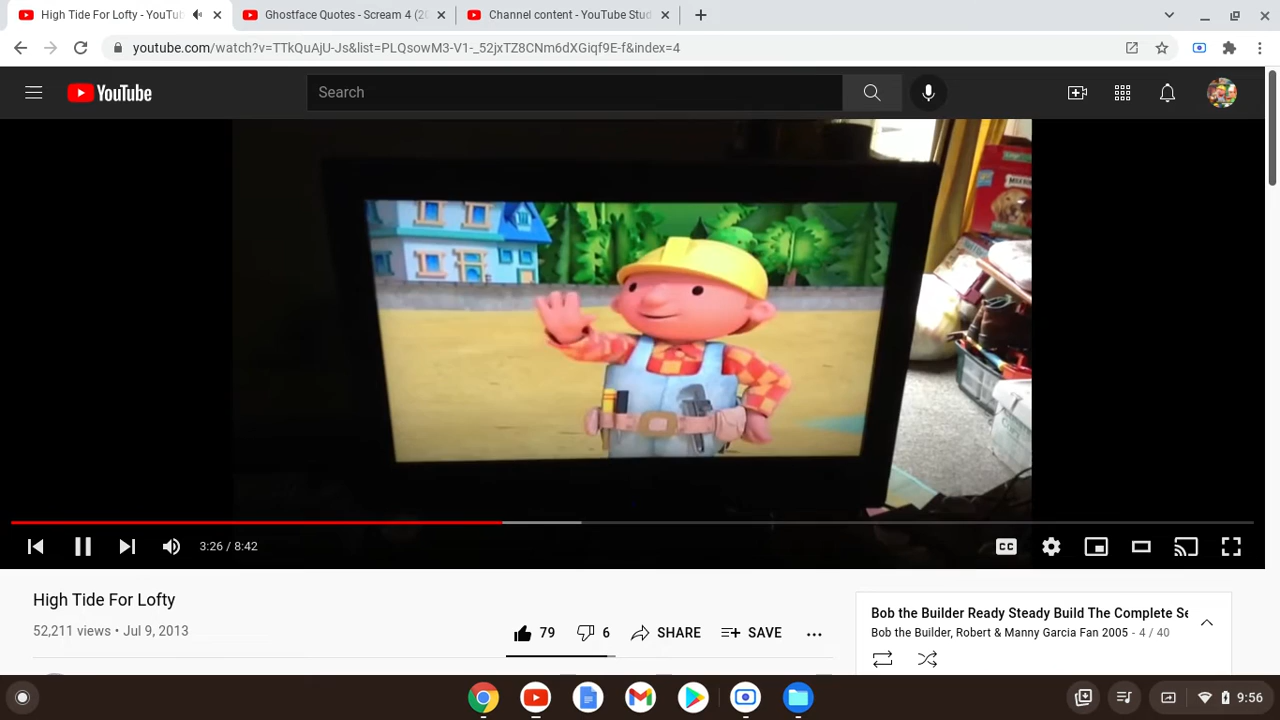 High Tide For Lofty - YouTub
Ghostface Quotes - Scream 4 (20
Channel content - YouTube Stud
youtube.com/watch?v=TTkQuAjU-Js&list=PLQsowM3-V1-_52jxTZ8CNm6dXGiqf9E-f&index=4
YouTube
Search
3:26 / 8:42
CC
High Tide For Lofty
52,211 views • Jul 9, 2013
79
6
SHARE
SAVE
Bob the Builder Ready Steady Build The Complete Se
Bob the Builder, Robert & Manny Garcia Fan 2005 - 4 / 40
9:56